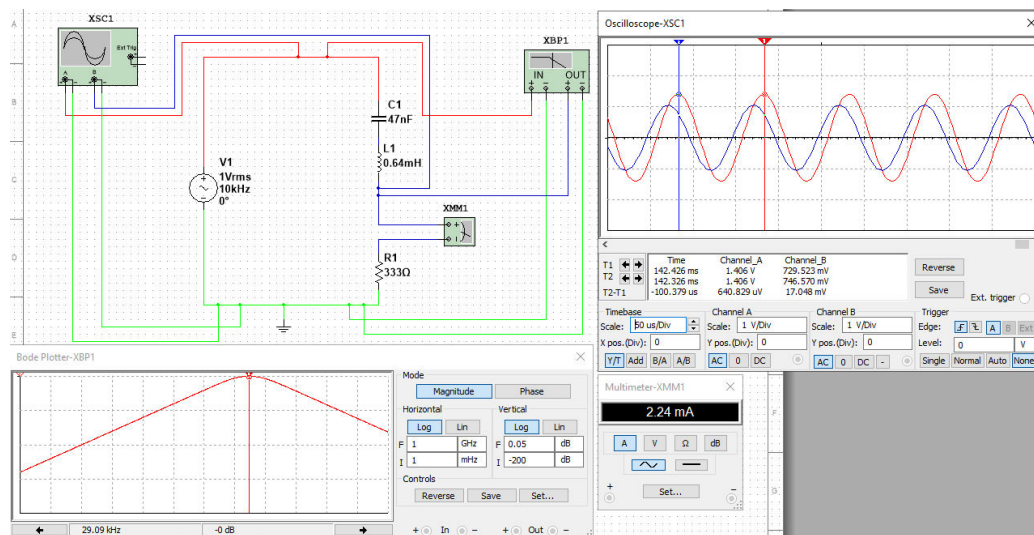 XSC1
Ext Trig
A B
XBP1
IN OUT
C1
47nF
L1
0.64mH
V1
1Vrms
10kHz
0°
XMM1
R1
333Ω
A
B
C
D
E
F
G
Oscilloscope-XSC1
Time Channel_A Channel_B
T1 142.426 ms 1.406 V 729.523 mV
T2 142.326 ms 1.406 V 746.570 mV
T2-T1 -100.379 us 640.829 uV 17.048 mV
Reverse
Save
Ext. trigger
Timebase Channel A Channel B Trigger
Scale: 50 us/Div Scale: 1 V/Div Scale: 1 V/Div Edge: A B Ext
X pos.(Div): 0 Y pos.(Div): 0 Y pos.(Div): 0 Level: 0 V
Y/T Add B/A A/B AC 0 DC AC 0 DC - Single Normal Auto None
Bode Plotter-XBP1
Mode
Magnitude Phase
Horizontal Vertical
Log Lin Log Lin
F 1 GHz F 0.05 dB
I 1 mHz I -200 dB
Controls
Reverse Save Set...
29.09 kHz -0 dB + In − + Out −
Multimeter-XMM1
2.24 mA
A V Ω dB
+ Set... −